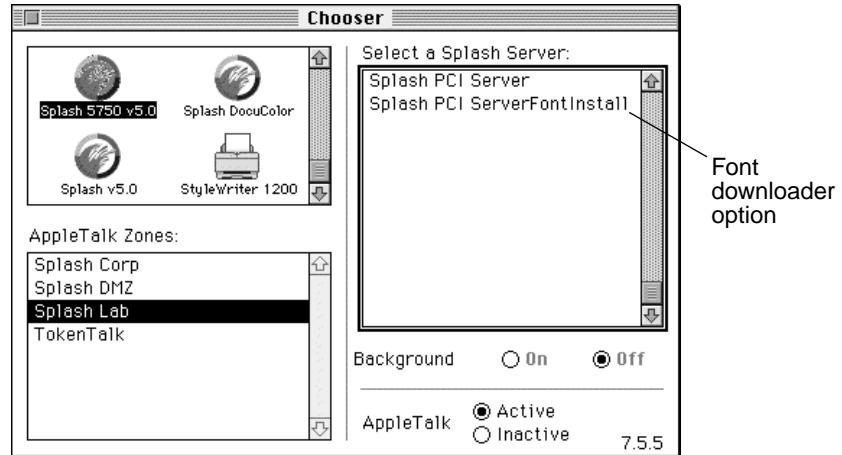 Chooser
Splash 5750 v5.0
Splash DocuColor
Splash v5.0
StyleWriter 1200
AppleTalk Zones:
Splash Corp
Splash DMZ
Splash Lab
TokenTalk
Select a Splash Server:
Splash PCI Server
Splash PCI ServerFontInstall
Background On Off
AppleTalk Active
Inactive
7.5.5
Font
downloader
option